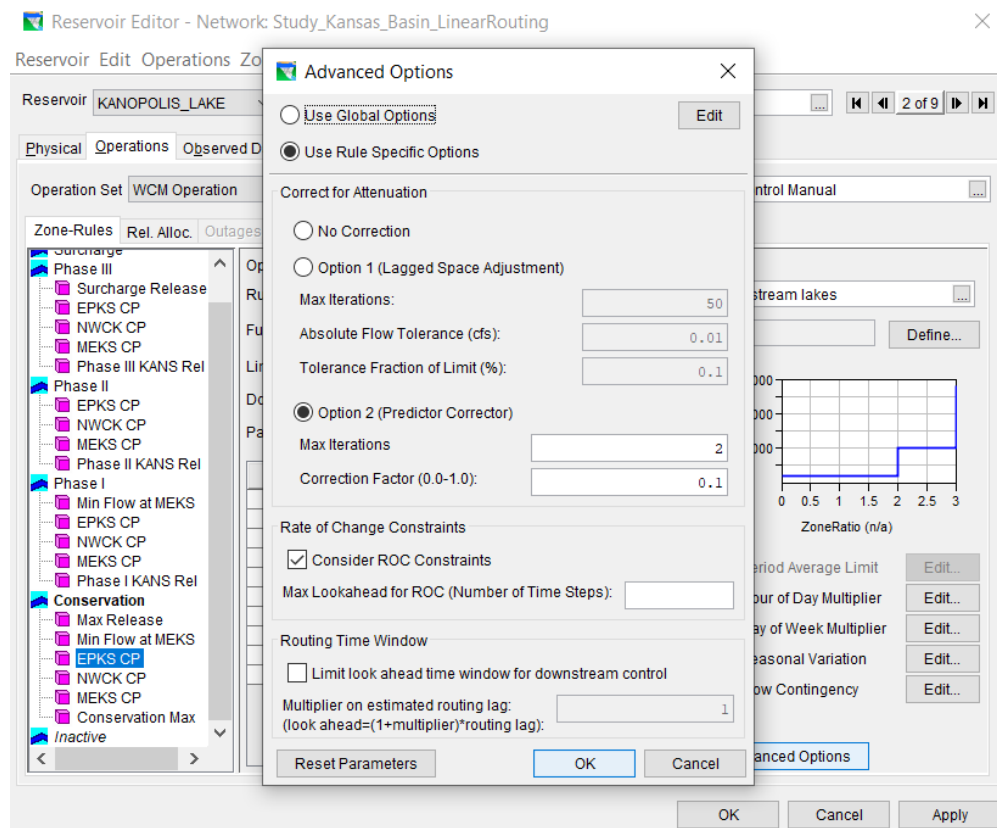 Reservoir Editor - Network: Study_Kansas_Basin_LinearRouting
Reservoir Edit Operations Zo
Reservoir KANOPOLIS_LAKE
... 2 of 9
Physical Operations Observed D
Operation Set WCM Operation
ntrol Manual ...
Zone-Rules Rel. Alloc. Outages
Surcharge
Phase III
Surcharge Release
EPKS CP
NWCK CP
MEKS CP
Phase III KANS Rel
Phase II
EPKS CP
NWCK CP
MEKS CP
Phase II KANS Rel
Phase I
Min Flow at MEKS
EPKS CP
NWCK CP
MEKS CP
Phase I KANS Rel
Conservation
Max Release
Min Flow at MEKS
EPKS CP
NWCK CP
MEKS CP
Conservation Max
Inactive
Op
Ru
Fu
Lir
Do
Pa
Advanced Options
Use Global Options
Edit
Use Rule Specific Options
Correct for Attenuation
No Correction
Option 1 (Lagged Space Adjustment)
Max Iterations: 50
Absolute Flow Tolerance (cfs): 0.01
Tolerance Fraction of Limit (%): 0.1
Option 2 (Predictor Corrector)
Max Iterations 2
Correction Factor (0.0-1.0): 0.1
Rate of Change Constraints
Consider ROC Constraints
Max Lookahead for ROC (Number of Time Steps):
Routing Time Window
Limit look ahead time window for downstream control
Multiplier on estimated routing lag: 1
(look ahead=(1+multiplier)*routing lag):
Reset Parameters OK Cancel
stream lakes ...
Define...
000
000
000
0 0.5 1 1.5 2 2.5 3
ZoneRatio (n/a)
eriod Average Limit Edit...
our of Day Multiplier Edit...
ay of Week Multiplier Edit...
easonal Variation Edit...
ow Contingency Edit...
anced Options
OK Cancel Apply